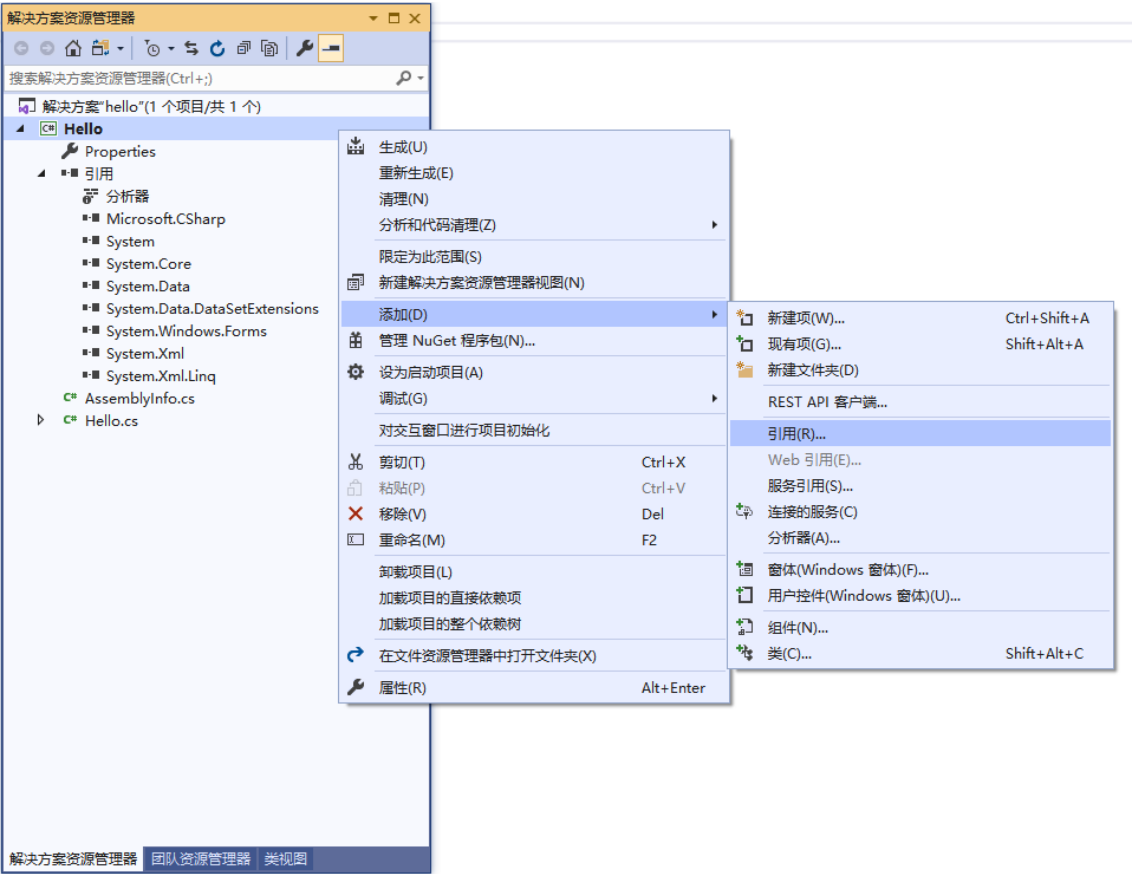 解决方案资源管理器
搜索解决方案资源管理器(Ctrl+;)
解决方案"hello"(1 个项目/共 1 个)
C# Hello
Properties
引用
分析器
Microsoft.CSharp
System
System.Core
System.Data
System.Data.DataSetExtensions
System.Windows.Forms
System.Xml
System.Xml.Linq
C# AssemblyInfo.cs
C# Hello.cs
解决方案资源管理器 团队资源管理器 类视图
生成(U)
重新生成(E)
清理(N)
分析和代码清理(Z)
限定为此范围(S)
新建解决方案资源管理器视图(N)
添加(D)
管理 NuGet 程序包(N)...
设为启动项目(A)
调试(G)
对交互窗口进行项目初始化
剪切(T) Ctrl+X
粘贴(P) Ctrl+V
移除(V) Del
重命名(M) F2
卸载项目(L)
加载项目的直接依赖项
加载项目的整个依赖树
在文件资源管理器中打开文件夹(X)
属性(R) Alt+Enter
新建项(W)... Ctrl+Shift+A
现有项(G)... Shift+Alt+A
新建文件夹(D)
REST API 客户端...
引用(R)...
Web 引用(E)...
服务引用(S)...
连接的服务(C)
分析器(A)...
窗体(Windows 窗体)(F)...
用户控件(Windows 窗体)(U)...
组件(N)...
类(C)... Shift+Alt+C